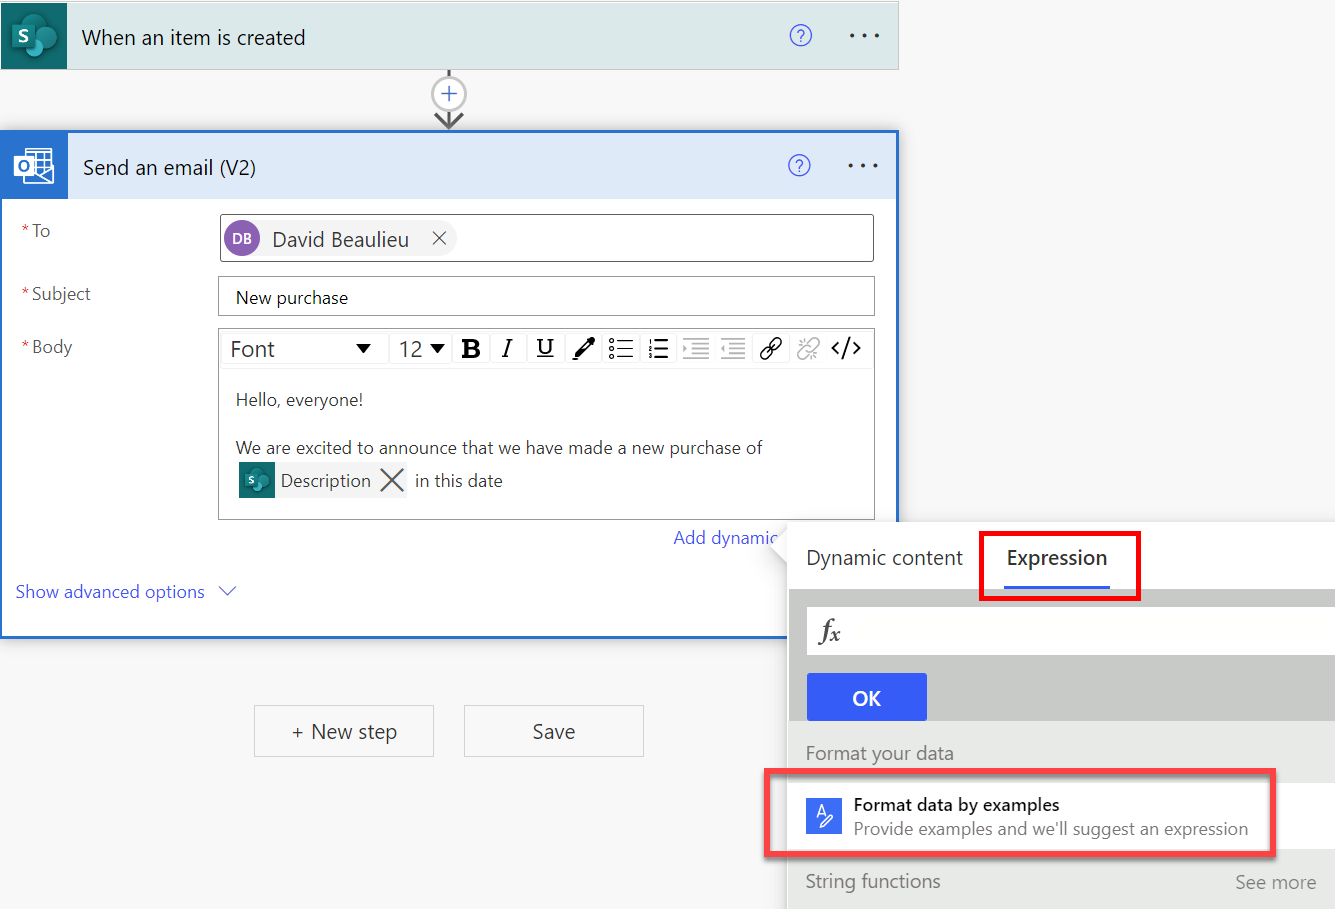 S When an item is created ? ...
+
O Send an email (V2) ? ...
* To DB David Beaulieu
* Subject New purchase
* Body Font 12 B I U </>
Hello, everyone!
We are excited to announce that we have made a new purchase of
S Description in this date
Add dynamic
Show advanced options
+ New step Save
Dynamic content Expression
fx
OK
Format your data
A Format data by examples
Provide examples and we'll suggest an expression
String functions See more